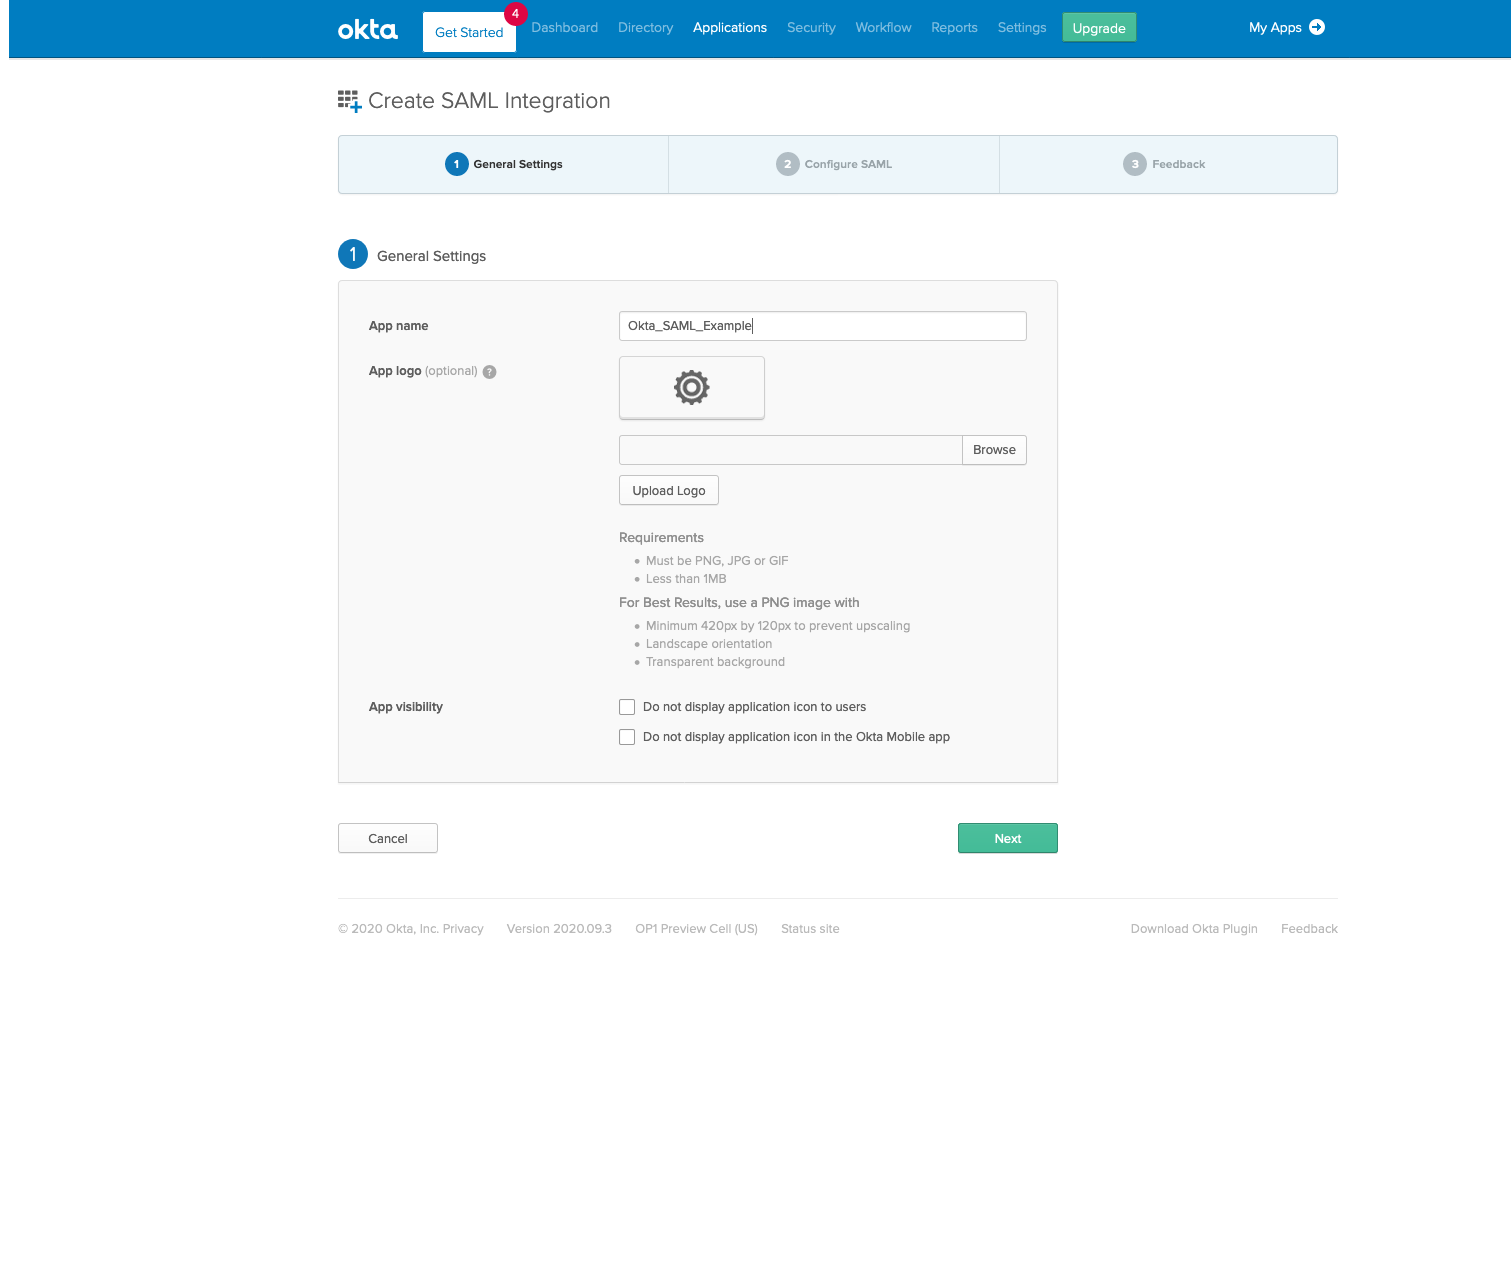 okta
Get Started 4 Dashboard Directory Applications Security Workflow Reports Settings Upgrade My Apps
Create SAML Integration
1 General Settings 2 Configure SAML 3 Feedback
1 General Settings
App name Okta_SAML_Example
App logo (optional) ?
Browse
Upload Logo
Requirements
• Must be PNG, JPG or GIF
• Less than 1MB
For Best Results, use a PNG image with
• Minimum 420px by 120px to prevent upscaling
• Landscape orientation
• Transparent background
App visibility Do not display application icon to users
Do not display application icon in the Okta Mobile app
Cancel Next
© 2020 Okta, Inc. Privacy Version 2020.09.3 OP1 Preview Cell (US) Status site Download Okta Plugin Feedback